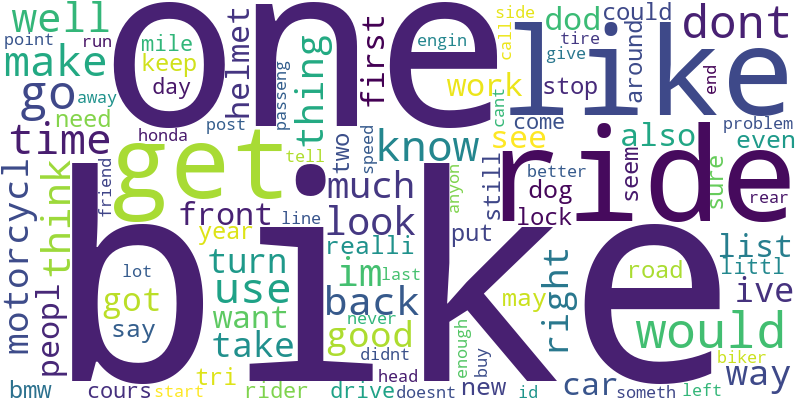 well
one
like
dont
point
run
mile
keep
helmet
first
engin
side
call
dod
could
tire
give
around
make
go
day
away
passeng
thing
work
stop
end
need
time
honda
post
two
speed
know
cant
see
come
also
problem
even
get
tell
ride
motorcycl
think
friend
much
anyon
still
better
dog
seem
sure
rear
bike
front
line
look
lock
peopl
year
realli
put
list
turn
lot
im
last
right
road
littl
use
got
want
back
may
ive
say
take
never
good
didnt
enough
buy
would
way
biker
bmw
cours
start
tri
rider
drive
head
doesnt
new
id
car
someth
left